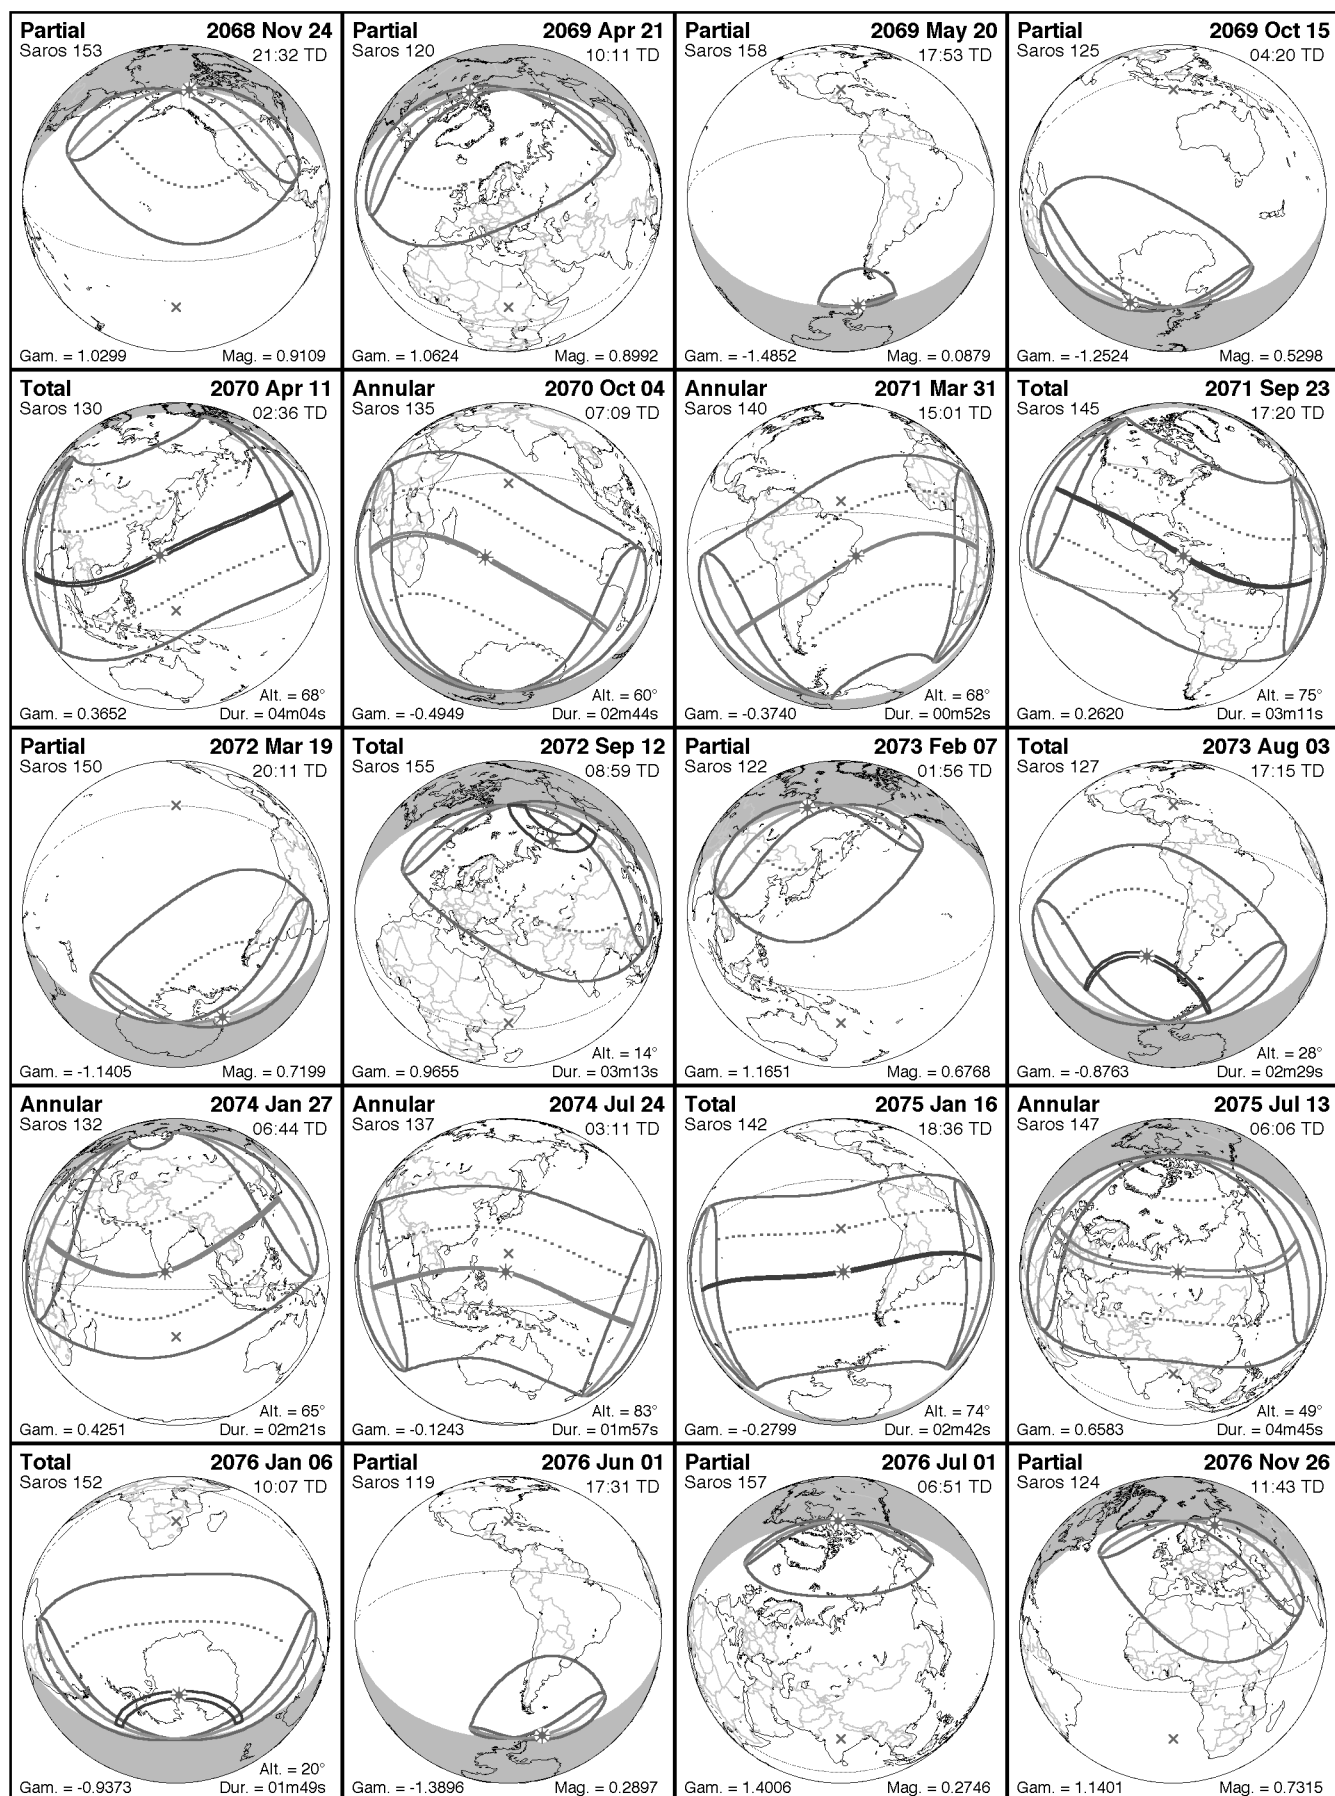 Partial 2068 Nov 24
Saros 153 21:32 TD
Gam. = 1.0299 Mag. = 0.9109
Partial 2069 Apr 21
Saros 120 10:11 TD
Gam. = 1.0624 Mag. = 0.8992
Partial 2069 May 20
Saros 158 17:53 TD
Gam. = -1.4852 Mag. = 0.0879
Partial 2069 Oct 15
Saros 125 04:20 TD
Gam. = -1.2524 Mag. = 0.5298
Total 2070 Apr 11
Saros 130 02:36 TD
Alt. = 68°
Gam. = 0.3652 Dur. = 04m04s
Annular 2070 Oct 04
Saros 135 07:09 TD
Alt. = 60°
Gam. = -0.4949 Dur. = 02m44s
Annular 2071 Mar 31
Saros 140 15:01 TD
Alt. = 68°
Gam. = -0.3740 Dur. = 00m52s
Total 2071 Sep 23
Saros 145 17:20 TD
Alt. = 75°
Gam. = 0.2620 Dur. = 03m11s
Partial 2072 Mar 19
Saros 150 20:11 TD
Gam. = -1.1405 Mag. = 0.7199
Total 2072 Sep 12
Saros 155 08:59 TD
Alt. = 14°
Gam. = 0.9655 Dur. = 03m13s
Partial 2073 Feb 07
Saros 122 01:56 TD
Gam. = 1.1651 Mag. = 0.6768
Total 2073 Aug 03
Saros 127 17:15 TD
Alt. = 28°
Gam. = -0.8763 Dur. = 02m29s
Annular 2074 Jan 27
Saros 132 06:44 TD
Alt. = 65°
Gam. = 0.4251 Dur. = 02m21s
Annular 2074 Jul 24
Saros 137 03:11 TD
Alt. = 83°
Gam. = -0.1243 Dur. = 01m57s
Total 2075 Jan 16
Saros 142 18:36 TD
Alt. = 74°
Gam. = -0.2799 Dur. = 02m42s
Annular 2075 Jul 13
Saros 147 06:06 TD
Alt. = 49°
Gam. = 0.6583 Dur. = 04m45s
Total 2076 Jan 06
Saros 152 10:07 TD
Alt. = 20°
Gam. = -0.9373 Dur. = 01m49s
Partial 2076 Jun 01
Saros 119 17:31 TD
Gam. = -1.3896 Mag. = 0.2897
Partial 2076 Jul 01
Saros 157 06:51 TD
Gam. = 1.4006 Mag. = 0.2746
Partial 2076 Nov 26
Saros 124 11:43 TD
Gam. = 1.1401 Mag. = 0.7315